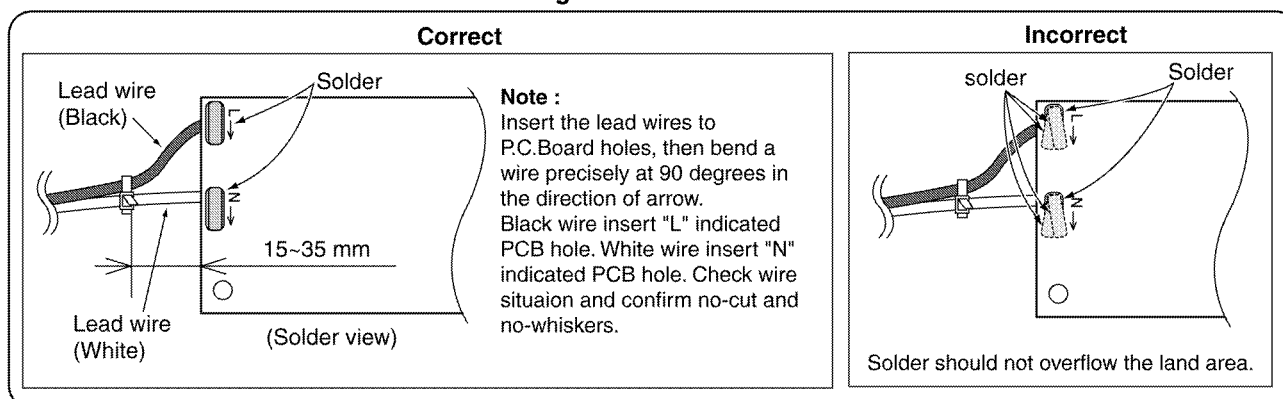 Correct
Lead wire
(Black)
Solder
L
N
15~35 mm
Lead wire
(White)
(Solder view)
Note :
Insert the lead wires to
P.C.Board holes, then bend a
wire precisely at 90 degrees in
the direction of arrow.
Black wire insert "L" indicated
PCB hole. White wire insert "N"
indicated PCB hole. Check wire
situaion and confirm no-cut and
no-whiskers.
Incorrect
solder
Solder
L
N
Solder should not overflow the land area.